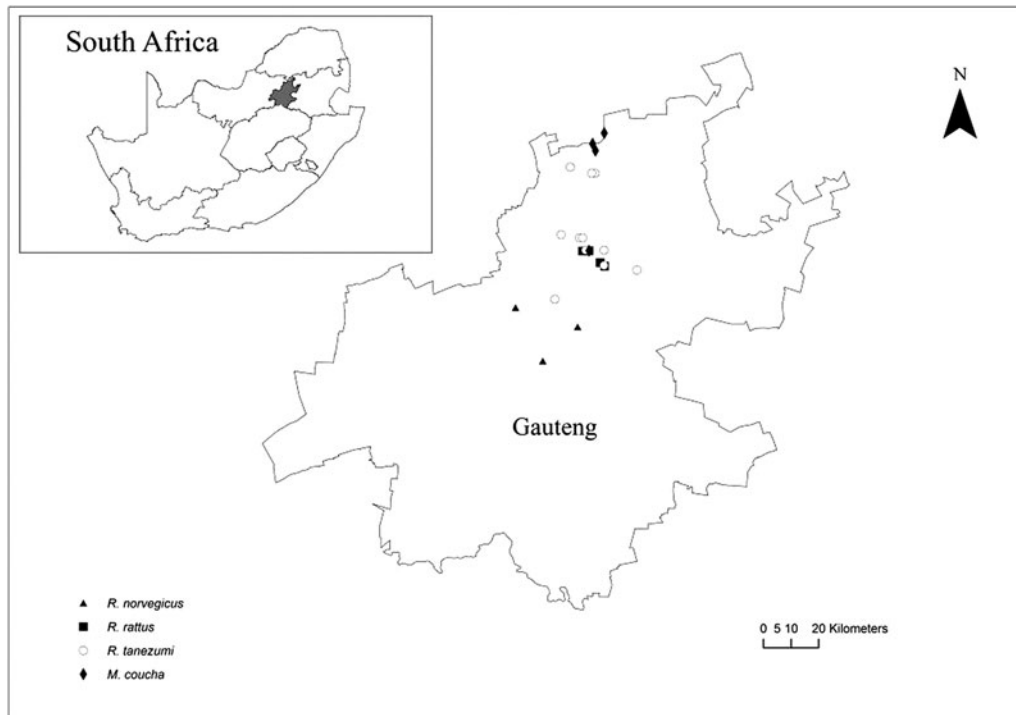 South Africa
N
Gauteng
R. norvegicus
R. rattus
R. tanezumi
M. coucha
0 5 10 20 Kilometers